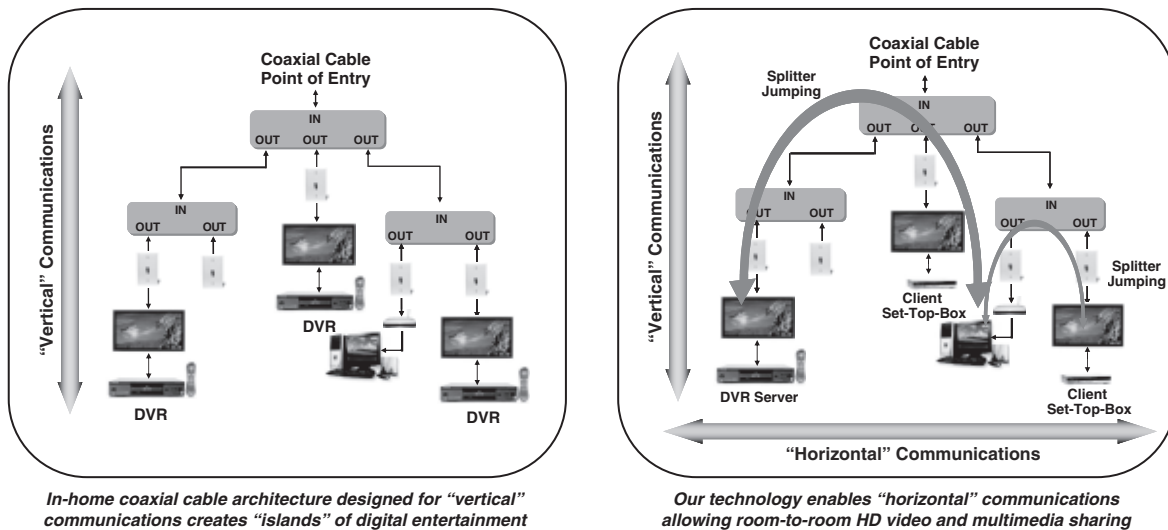 Coaxial Cable
Point of Entry
IN
OUT OUT OUT
IN
OUT OUT
IN
OUT OUT
DVR
DVR
DVR
"Vertical" Communications
In-home coaxial cable architecture designed for "vertical"
communications creates "islands" of digital entertainment
Coaxial Cable
Point of Entry
Splitter
Jumping
IN
OUT OUT OUT
IN
OUT OUT
IN
OUT OUT
Splitter
Jumping
Client
Set-Top-Box
DVR Server
Client
Set-Top-Box
"Vertical" Communications
"Horizontal" Communications
Our technology enables "horizontal" communications
allowing room-to-room HD video and multimedia sharing